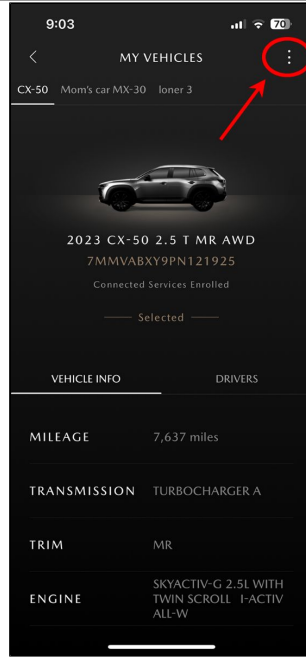 9:03
70
MY VEHICLES
CX-50 Mom's car MX-30 loner 3
2023 CX-50 2.5 T MR AWD
7MMVABXY9PN121925
Connected Services Enrolled
Selected
VEHICLE INFO DRIVERS
MILEAGE 7,637 miles
TRANSMISSION TURBOCHARGER A
TRIM MR
ENGINE SKYACTIV-G 2.5L WITH
TWIN SCROLL I-ACTIV
ALL-W